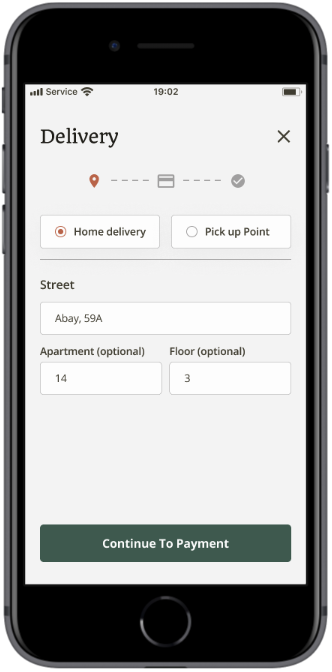 Service 19:02
Delivery
Home delivery Pick up Point
Street
Abay, 59A
Apartment (optional) Floor (optional)
14 3
Continue To Payment